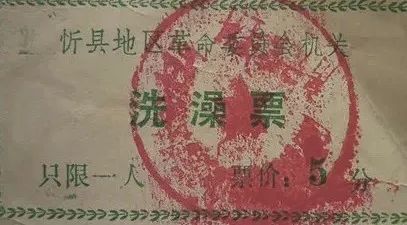 忻县地区革命委员会机关
洗澡票
只限一人 票价：5 分